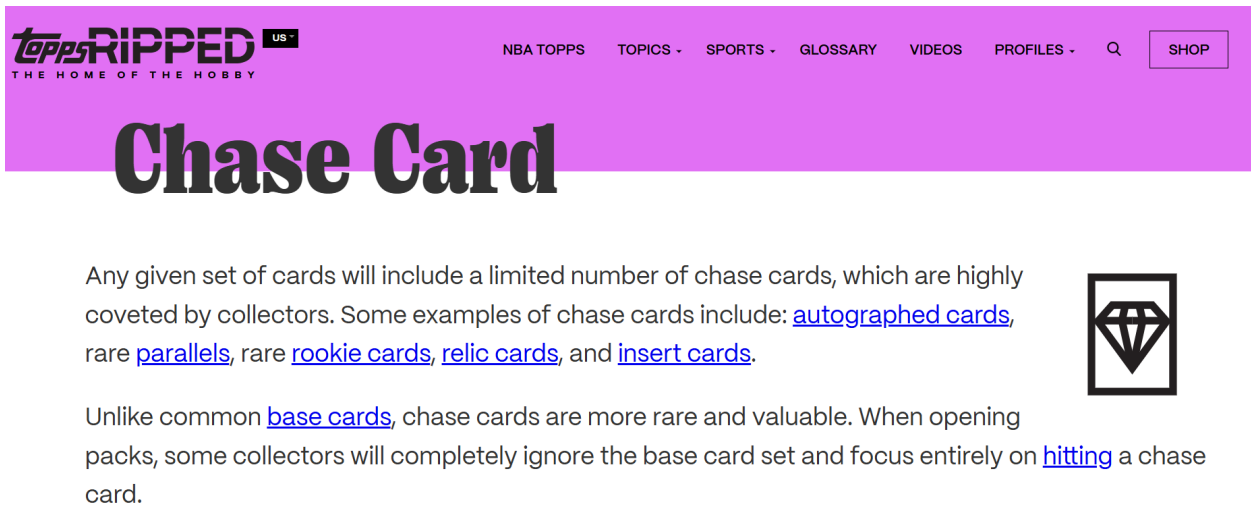 topps RIPPED US
THE HOME OF THE HOBBY
NBA TOPPS TOPICS SPORTS GLOSSARY VIDEOS PROFILES SHOP
Chase Card
Any given set of cards will include a limited number of chase cards, which are highly
coveted by collectors. Some examples of chase cards include: autographed cards,
rare parallels, rare rookie cards, relic cards, and insert cards.
Unlike common base cards, chase cards are more rare and valuable. When opening
packs, some collectors will completely ignore the base card set and focus entirely on hitting a chase
card.